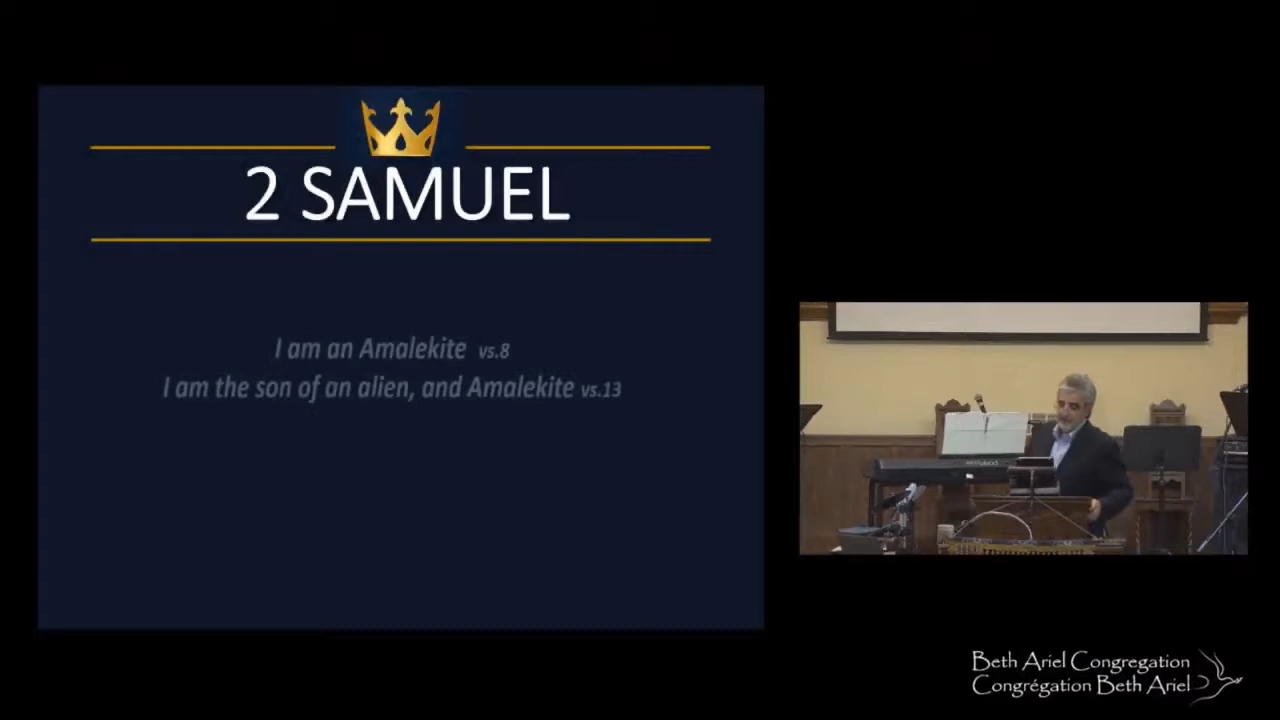 2 SAMUEL
I am an Amalekite vs.8
I am the son of an alien, and Amalekite vs.13
Beth Ariel Congregation
Congrégation Beth Ariel